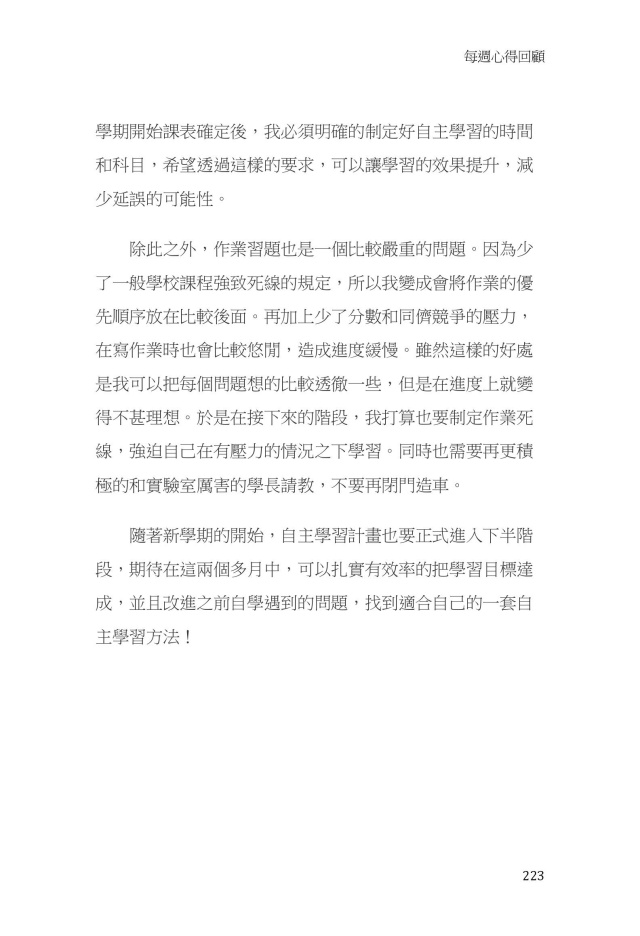 每週心得回顧
學期開始課表確定後，我必須明確的制定好自主學習的時間
和科目，希望透過這樣的要求，可以讓學習的效果提升，減
少延誤的可能性。
除此之外，作業習題也是一個比較嚴重的問題。因為少
了一般學校課程強致死線的規定，所以我變成會將作業的優
先順序放在比較後面。再加上少了分數和同儕競爭的壓力，
在寫作業時也會比較悠閒，造成進度緩慢。雖然這樣的好處
是我可以把每個問題想的比較透徹一些，但是在進度上就變
得不甚理想。於是在接下來的階段，我打算也要制定作業死
線，強迫自己在有壓力的情況之下學習。同時也需要再更積
極的和實驗室厲害的學長請教，不要再閉門造車。
隨著新學期的開始，自主學習計畫也要正式進入下半階
段，期待在這兩個多月中，可以扎實有效率的把學習目標達
成，並且改進之前自學遇到的問題，找到適合自己的一套自
主學習方法！
223